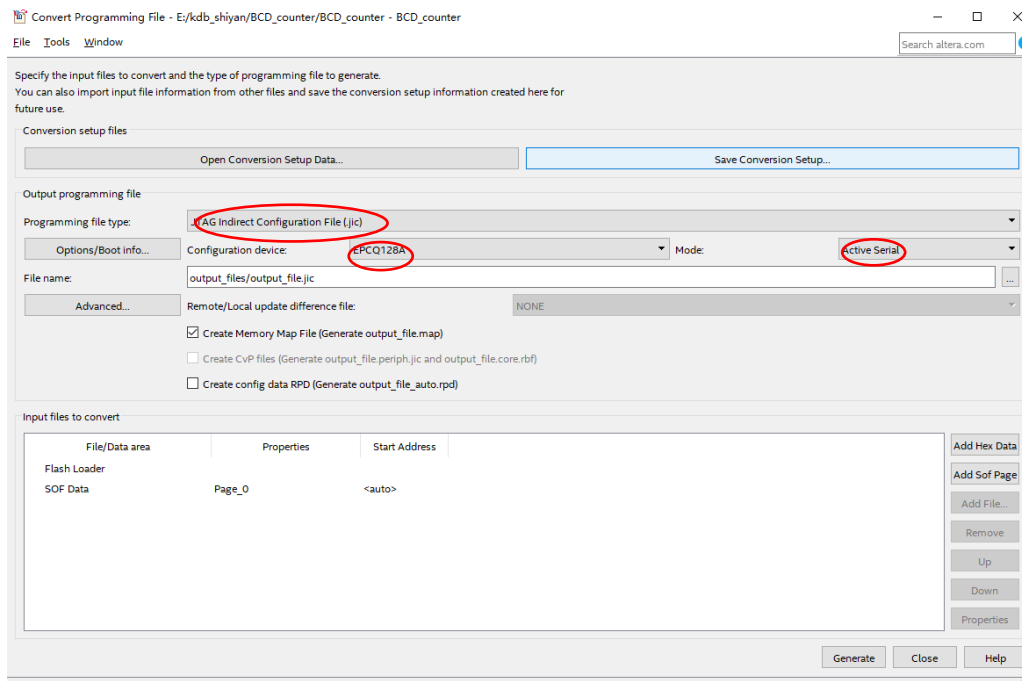 Convert Programming File - E:/kdb_shiyan/BCD_counter/BCD_counter - BCD_counter
File Tools Window
Search altera.com
Specify the input files to convert and the type of programming file to generate.
You can also import input file information from other files and save the conversion setup information created here for
future use.
Conversion setup files
Open Conversion Setup Data... Save Conversion Setup...
Output programming file
Programming file type: JTAG Indirect Configuration File (.jic)
Options/Boot info... Configuration device: EPCQ128A Mode: Active Serial
File name: output_files/output_file.jic ...
Advanced... Remote/Local update difference file: NONE
Create Memory Map File (Generate output_file.map)
Create CvP files (Generate output_file.periph.jic and output_file.core.rbf)
Create config data RPD (Generate output_file_auto.rpd)
Input files to convert
File/Data area Properties Start Address
Flash Loader
SOF Data Page_0 <auto>
Add Hex Data
Add Sof Page
Add File...
Remove
Up
Down
Properties
Generate Close Help